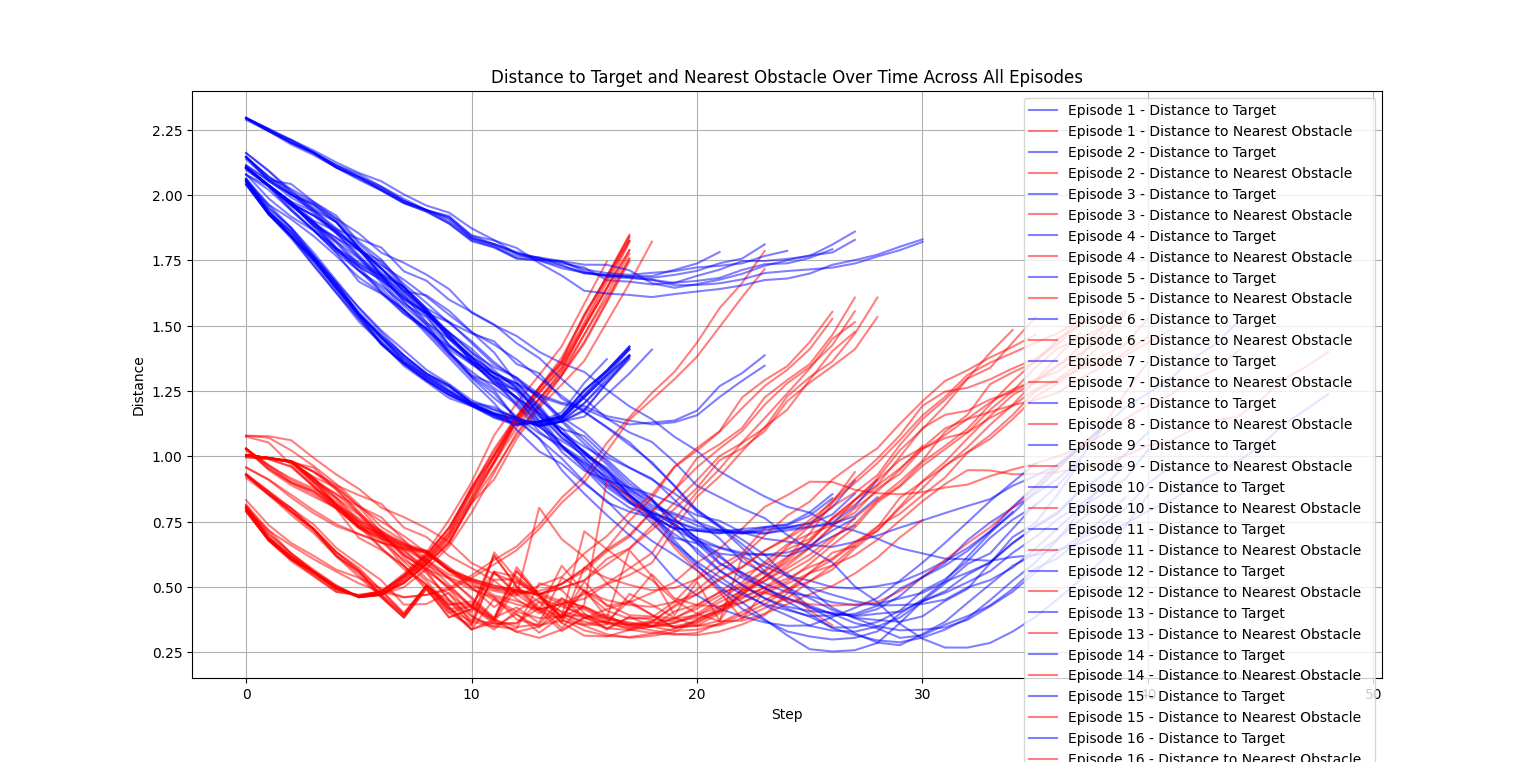 Distance to Target and Nearest Obstacle Over Time Across All Episodes
Distance
2.25
2.00
1.75
1.50
1.25
1.00
0.75
0.50
0.25
0
10
20
30
40
50
Step
Episode 1 - Distance to Target
Episode 1 - Distance to Nearest Obstacle
Episode 2 - Distance to Target
Episode 2 - Distance to Nearest Obstacle
Episode 3 - Distance to Target
Episode 3 - Distance to Nearest Obstacle
Episode 4 - Distance to Target
Episode 4 - Distance to Nearest Obstacle
Episode 5 - Distance to Target
Episode 5 - Distance to Nearest Obstacle
Episode 6 - Distance to Target
Episode 6 - Distance to Nearest Obstacle
Episode 7 - Distance to Target
Episode 7 - Distance to Nearest Obstacle
Episode 8 - Distance to Target
Episode 8 - Distance to Nearest Obstacle
Episode 9 - Distance to Target
Episode 9 - Distance to Nearest Obstacle
Episode 10 - Distance to Target
Episode 10 - Distance to Nearest Obstacle
Episode 11 - Distance to Target
Episode 11 - Distance to Nearest Obstacle
Episode 12 - Distance to Target
Episode 12 - Distance to Nearest Obstacle
Episode 13 - Distance to Target
Episode 13 - Distance to Nearest Obstacle
Episode 14 - Distance to Target
Episode 14 - Distance to Nearest Obstacle
Episode 15 - Distance to Target
Episode 15 - Distance to Nearest Obstacle
Episode 16 - Distance to Target
Episode 16 - Distance to Nearest Obstacle